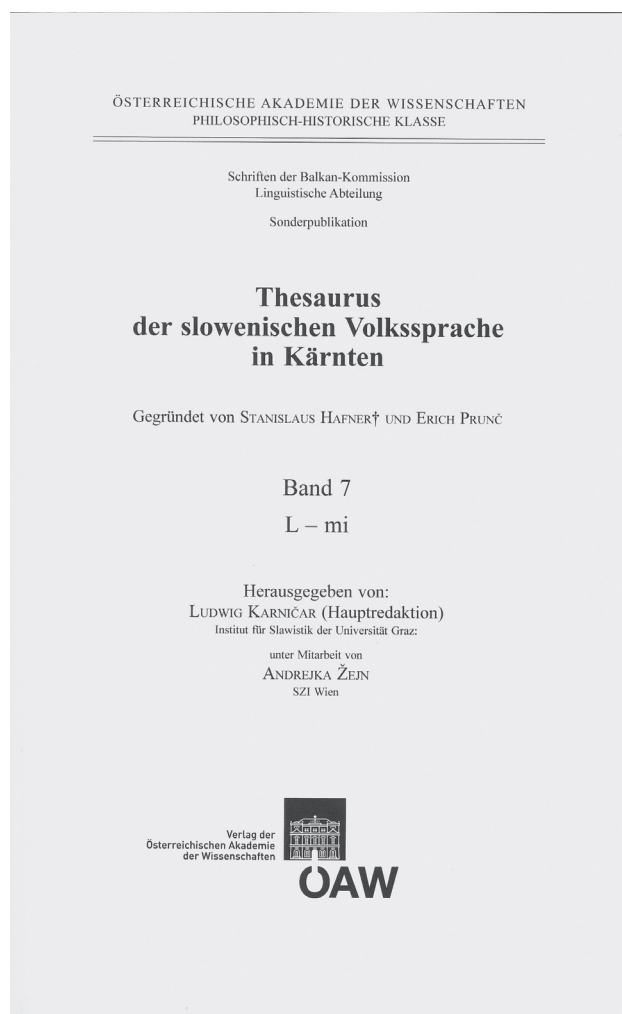 ÖSTERREICHISCHE AKADEMIE DER WISSENSCHAFTEN
PHILOSOPHISCH-HISTORISCHE KLASSE
Schriften der Balkan-Kommission
Linguistische Abteilung
Sonderpublikation
Thesaurus
der slowenischen Volkssprache
in Kärnten
Gegründet von STANISLAUS HAFNER† UND ERICH PRUNČ
Band 7
L – mi
Herausgegeben von:
LUDWIG KARNIČAR (Hauptredaktion)
Institut für Slawistik der Universität Graz:
unter Mitarbeit von
ANDREJKA ŽEJN
SZI Wien
Verlag der
Österreichischen Akademie
der Wissenschaften
ÖAW